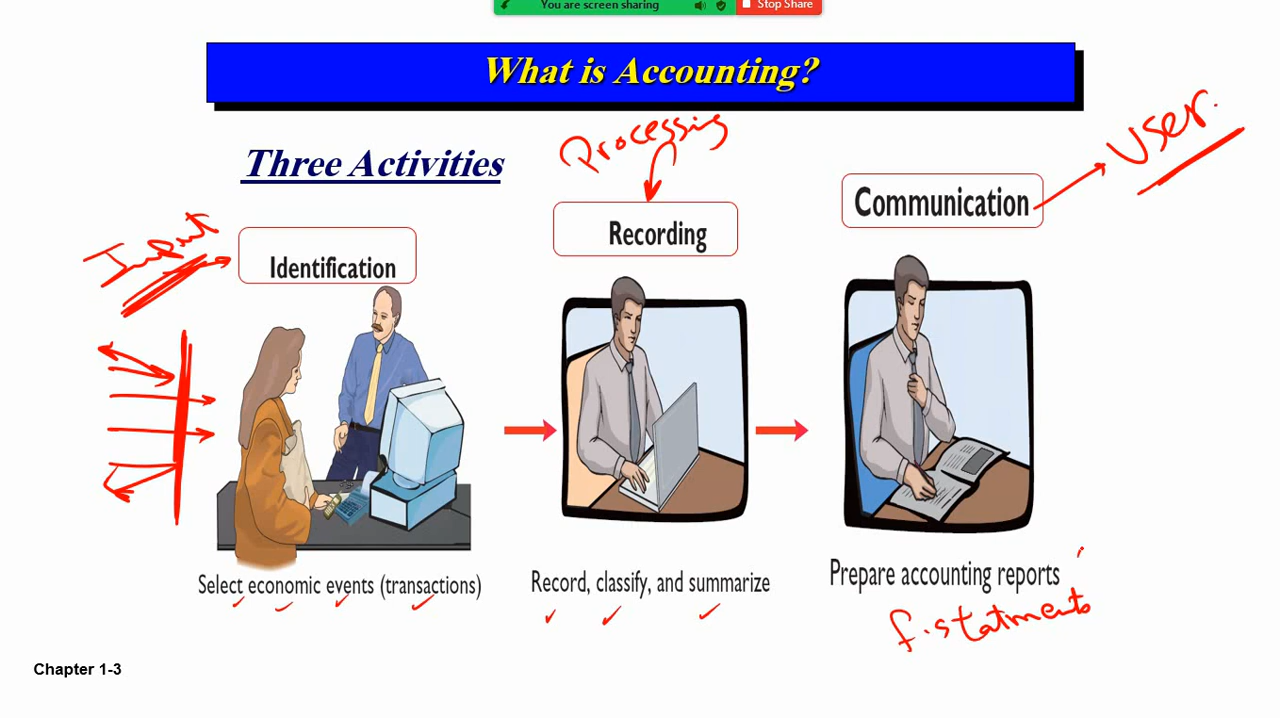 You are screen sharing
Stop Share
What is Accounting?
Three Activities
Processing
User.
Input
Identification
Recording
Communication
Select economic events (transactions)
Record, classify, and summarize
Prepare accounting reports
f. statments
Chapter 1-3